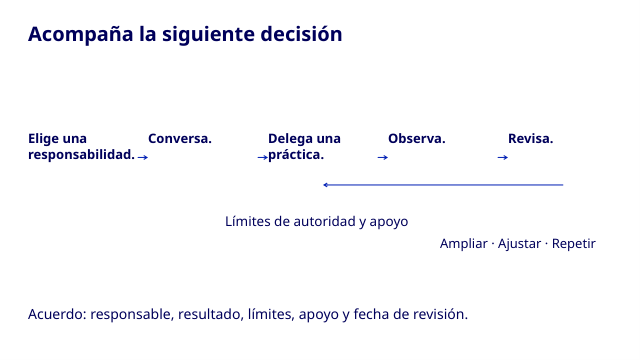 Acompaña la siguiente decisión
Elige una
responsabilidad. →
Conversa. →
Delega una
práctica. →
Observa. →
Revisa.
Límites de autoridad y apoyo
Ampliar · Ajustar · Repetir
Acuerdo: responsable, resultado, límites, apoyo y fecha de revisión.